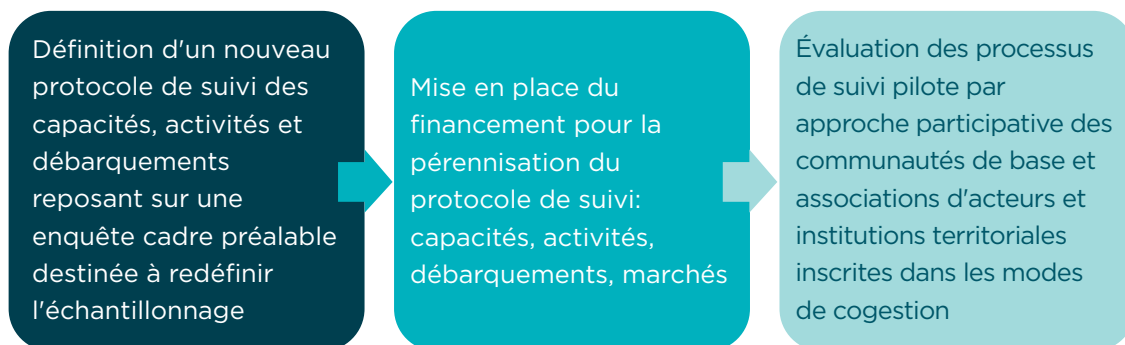 Définition d'un nouveau
protocole de suivi des
capacités, activités et
débarquements
reposant sur une
enquête cadre préalable
destinée à redéfinir
l'échantillonnage
Mise en place du
financement pour la
pérennisation du
protocole de suivi:
capacités, activités,
débarquements, marchés
Évaluation des processus
de suivi pilote par
approche participative des
communautés de base et
associations d'acteurs et
institutions territoriales
inscrites dans les modes
de cogestion